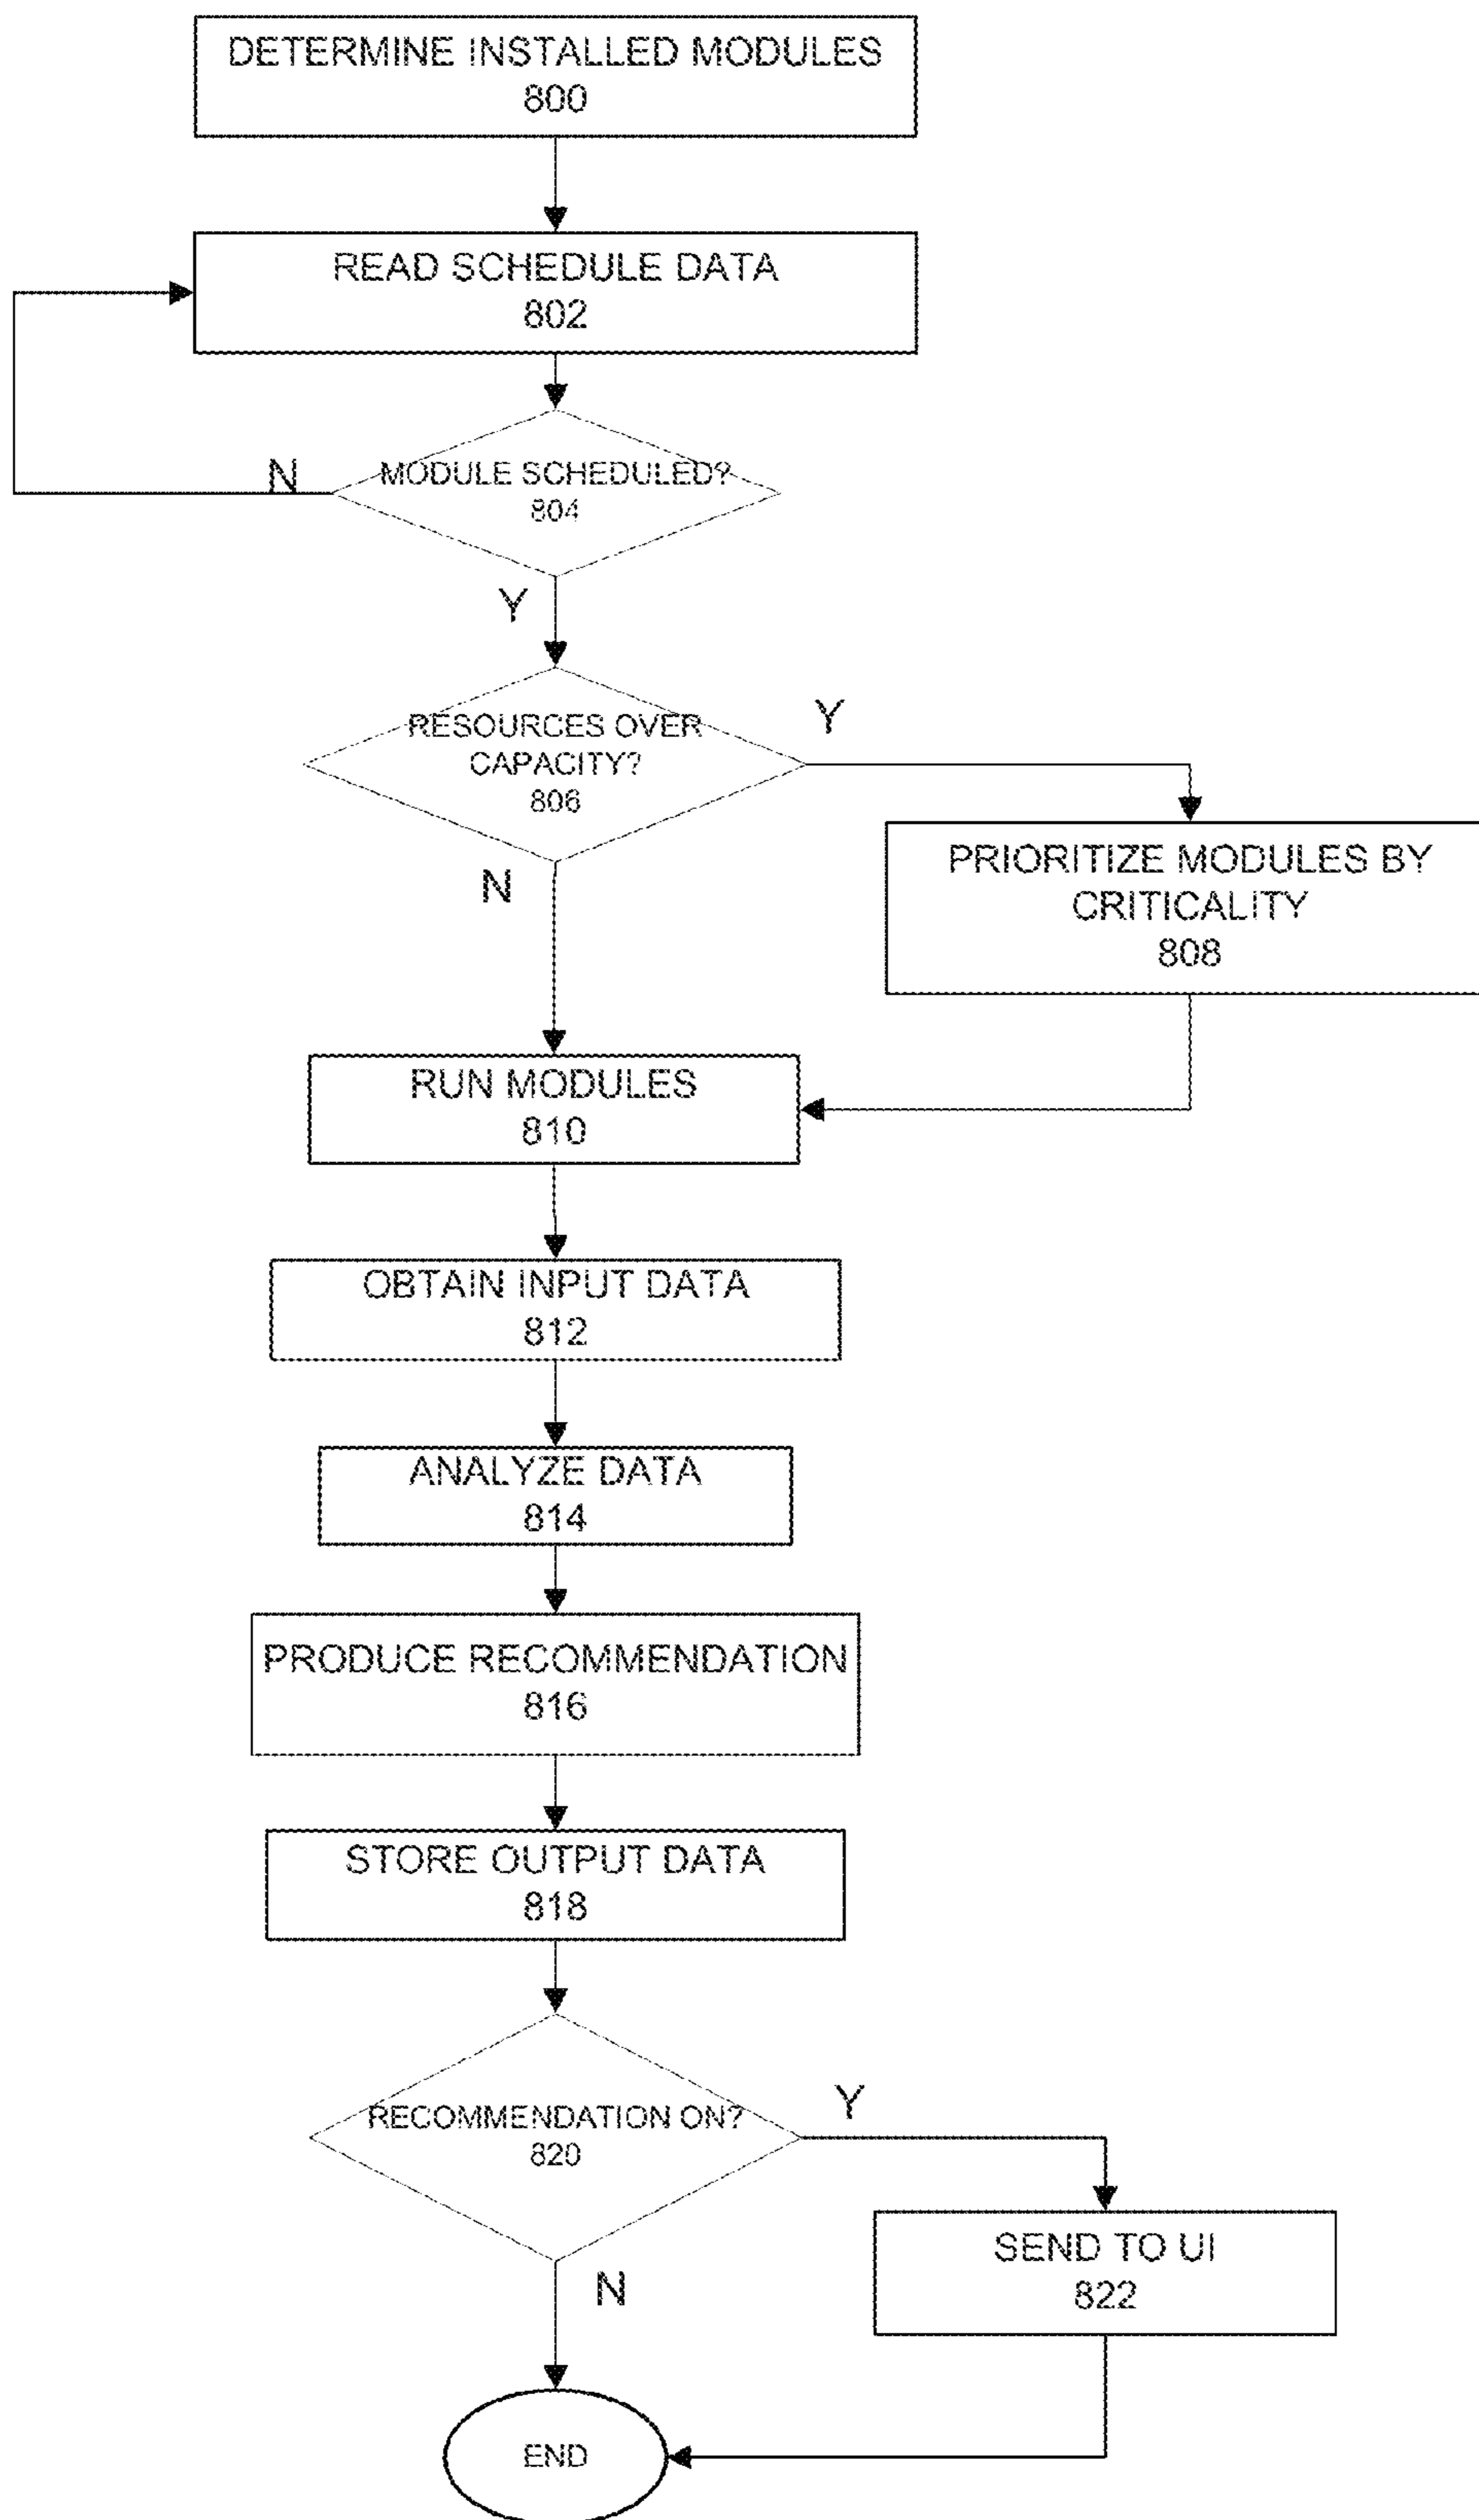 DETERMINE INSTALLED MODULES
800
READ SCHEDULE DATA
802
N
MODULE SCHEDULED?
804
Y
RESOURCES OVER
CAPACITY?
806
Y
N
PRIORITIZE MODULES BY
CRITICALITY
808
RUN MODULES
810
OBTAIN INPUT DATA
812
ANALYZE DATA
814
PRODUCE RECOMMENDATION
816
STORE OUTPUT DATA
818
RECOMMENDATION ON?
820
Y
N
SEND TO UI
822
END